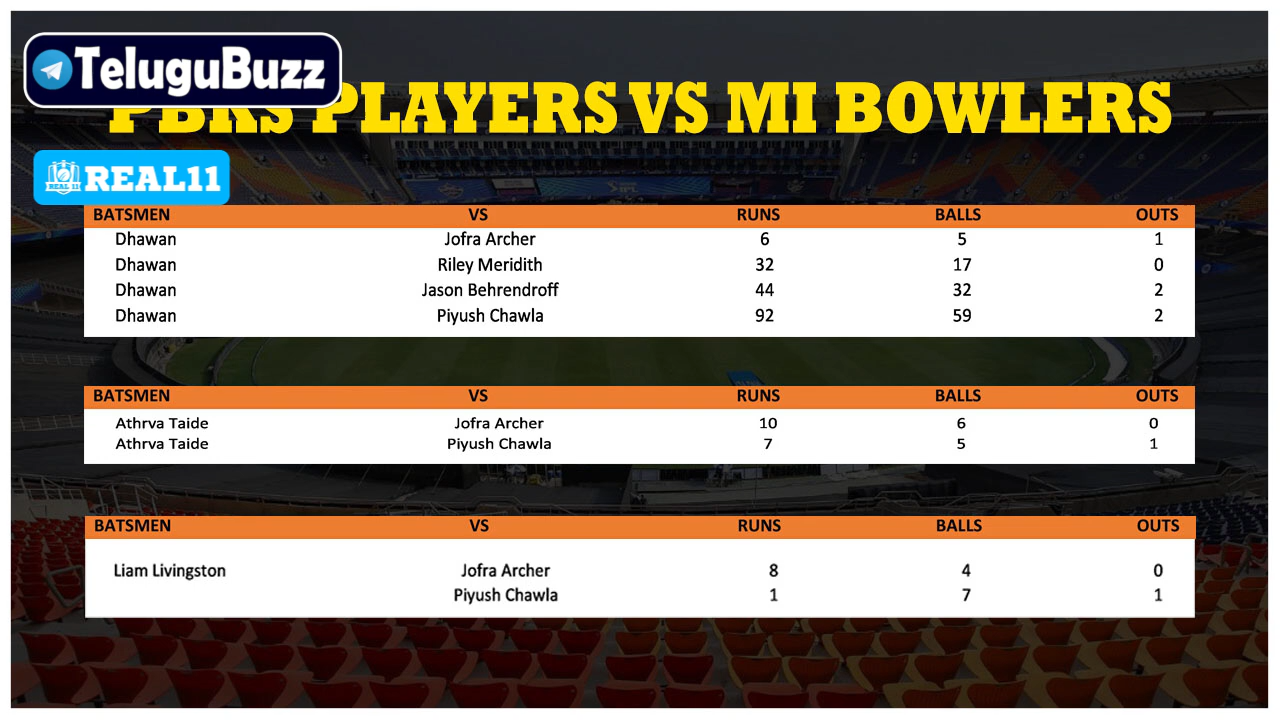 TeluguBuzz
PBKS PLAYERS VS MI BOWLERS
REAL 11 REAL11
BATSMEN VS RUNS BALLS OUTS
Dhawan Jofra Archer 6 5 1
Dhawan Riley Meridith 32 17 0
Dhawan Jason Behrendroff 44 32 2
Dhawan Piyush Chawla 92 59 2
BATSMEN VS RUNS BALLS OUTS
Athrva Taide Jofra Archer 10 6 0
Athrva Taide Piyush Chawla 7 5 1
BATSMEN VS RUNS BALLS OUTS
Liam Livingston Jofra Archer 8 4 0
Piyush Chawla 1 7 1